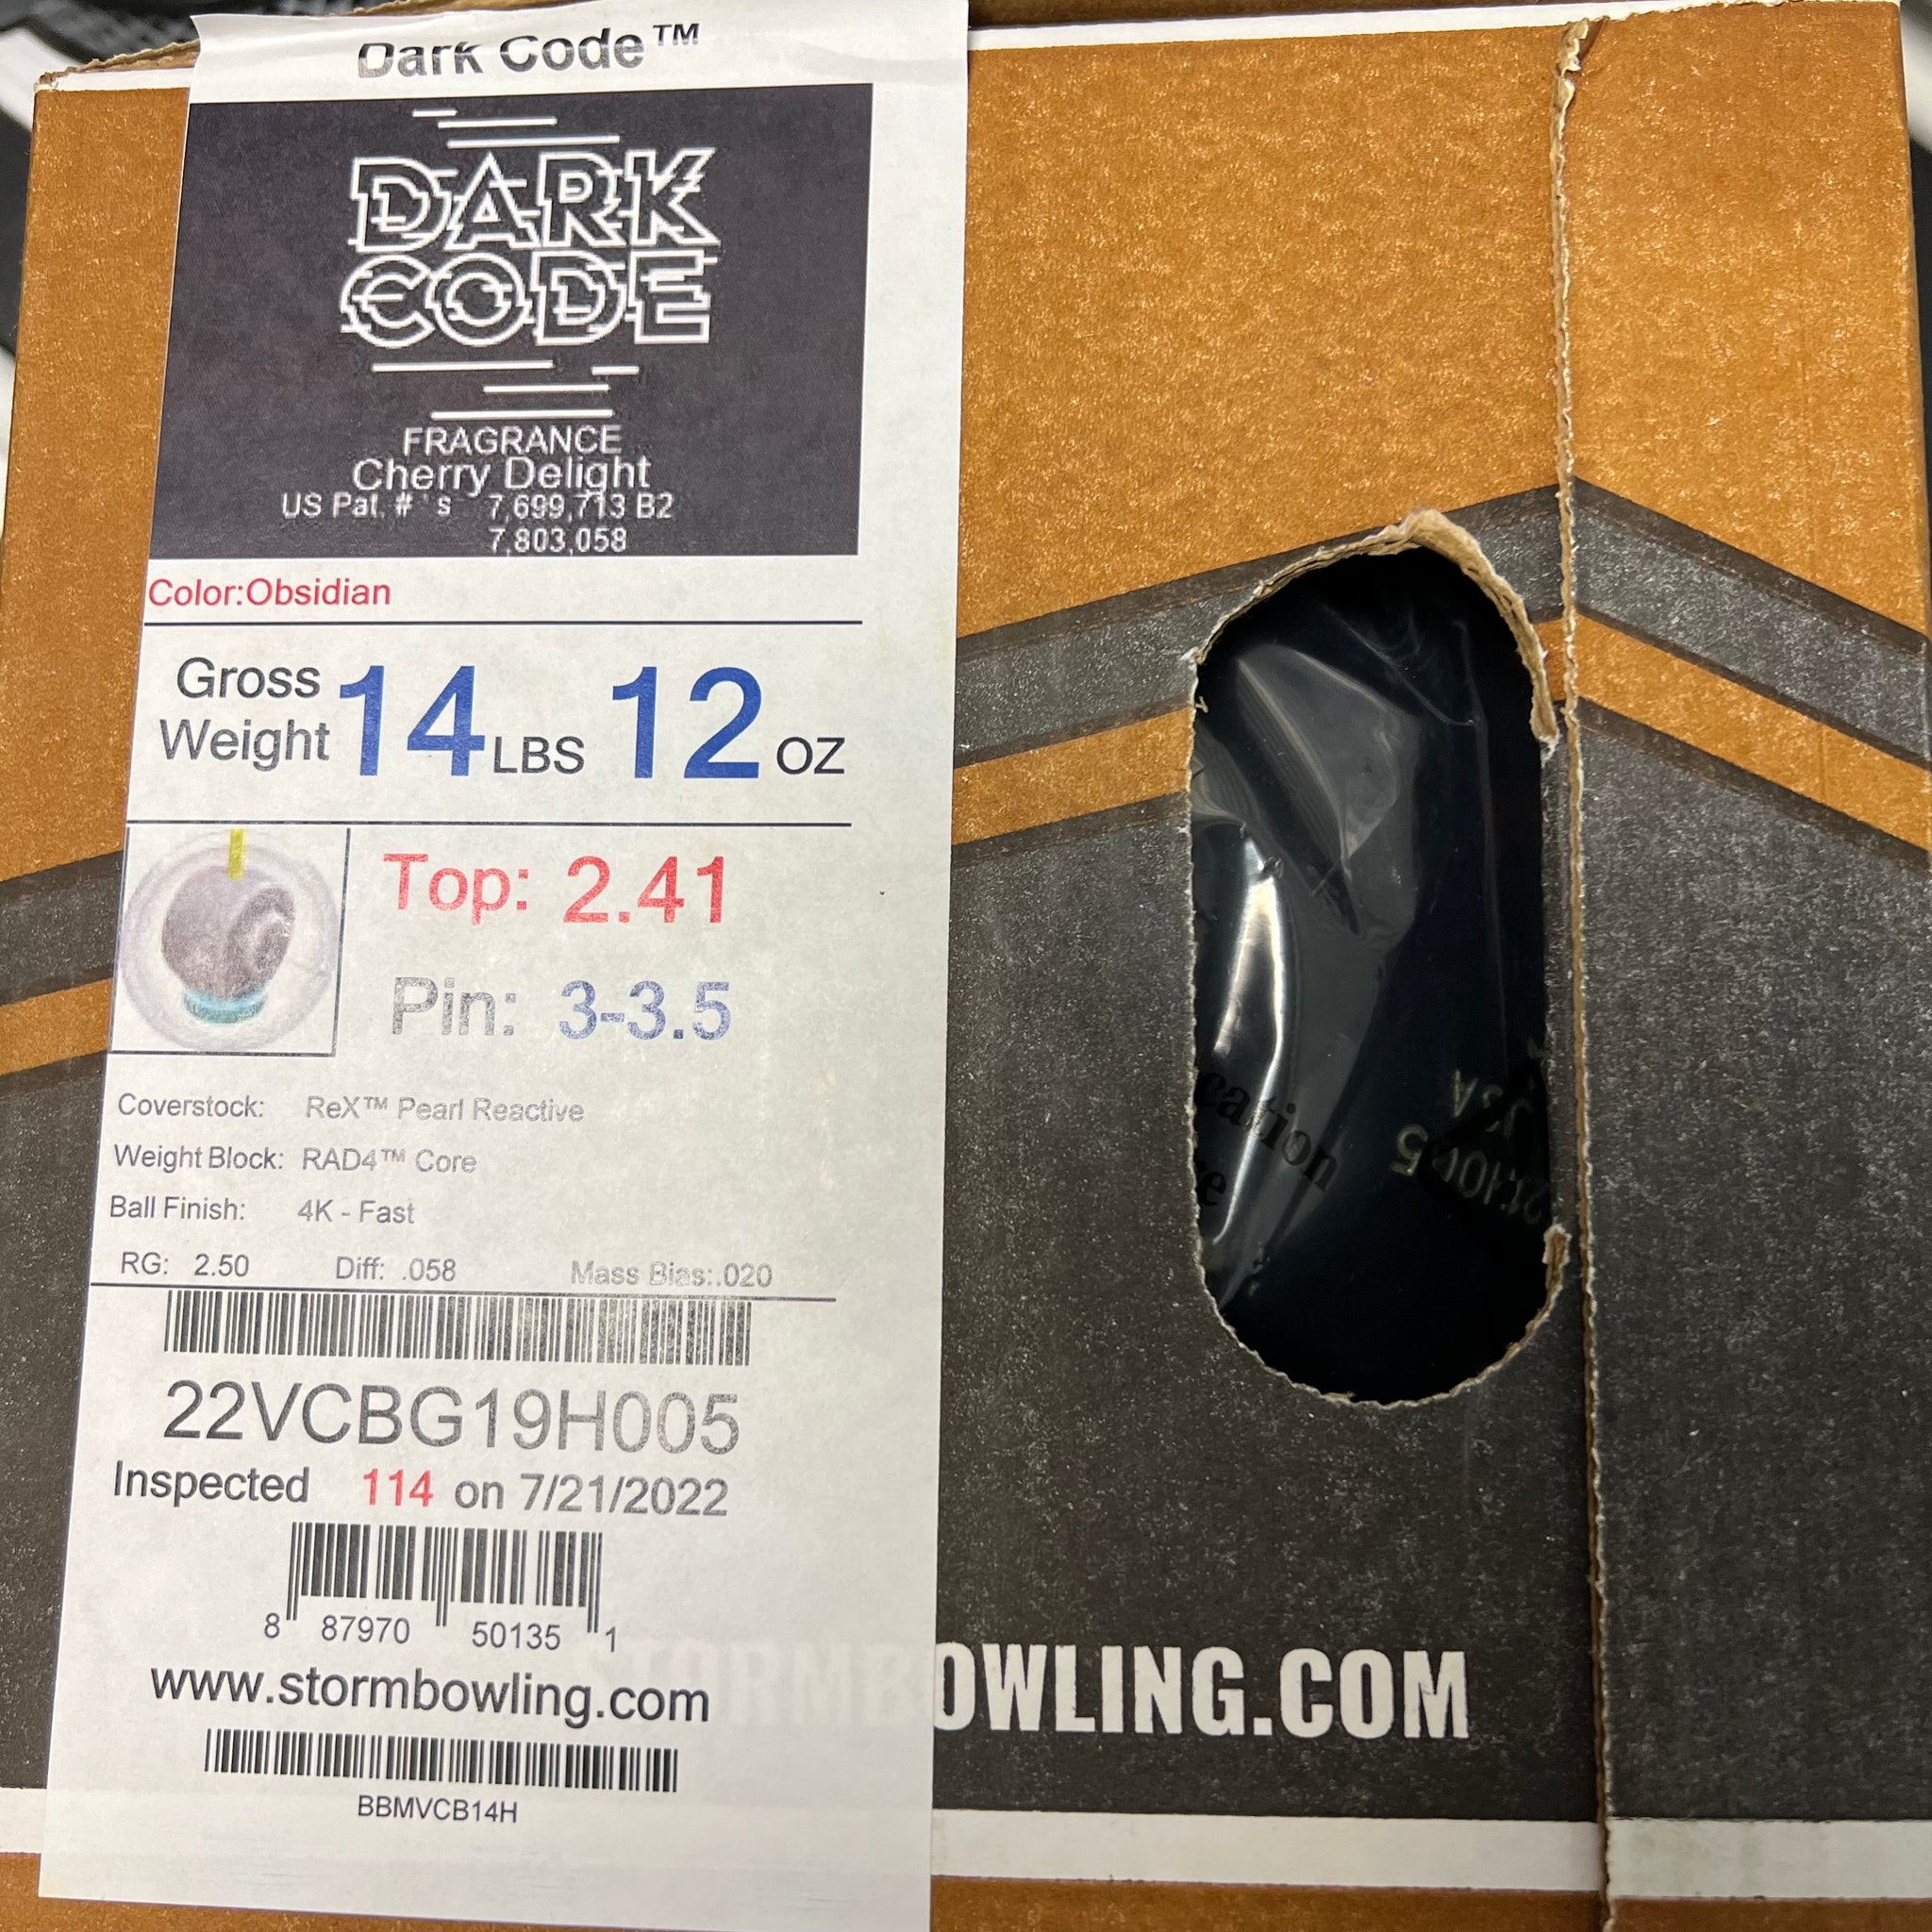 Dark Code™
DARK
CODE
FRAGRANCE
Cherry Delight
US Pat. # ' s 7,699,713 B2
7,803,058
Color:Obsidian
Gross Weight 14 LBS 12 OZ
Top: 2.41
Pin: 3-3.5
Coverstock: ReX™ Pearl Reactive
Weight Block: RAD4™ Core
Ball Finish: 4K - Fast
RG: 2.50 Diff: .058 Mass Bias:.020
22VCBG19H005
Inspected 114 on 7/21/2022
8 87970 50135 1
www.stormbowling.com
BBMVCB14H
STORMBOWLING.COM
cation